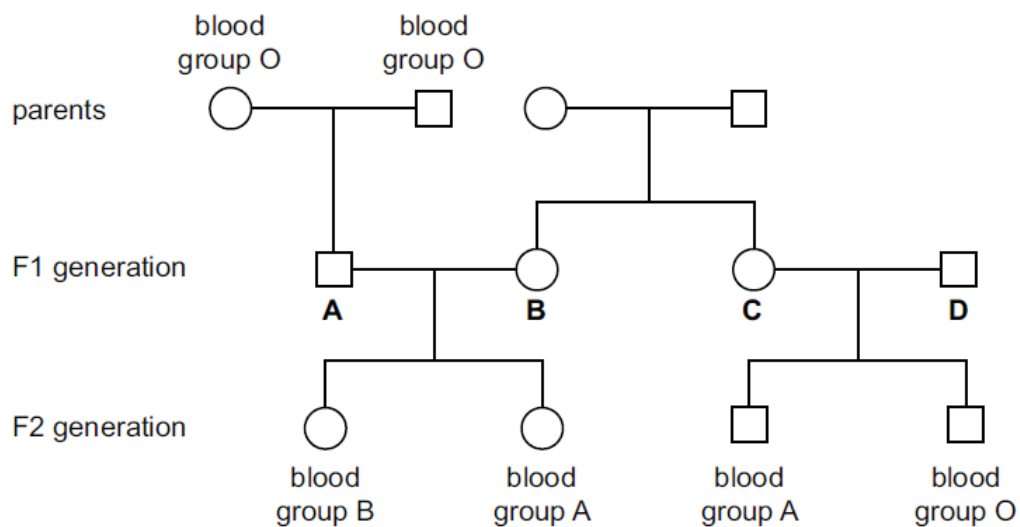 blood
group O
blood
group O
parents
F1 generation
A
B
C
D
F2 generation
blood
group B
blood
group A
blood
group A
blood
group O